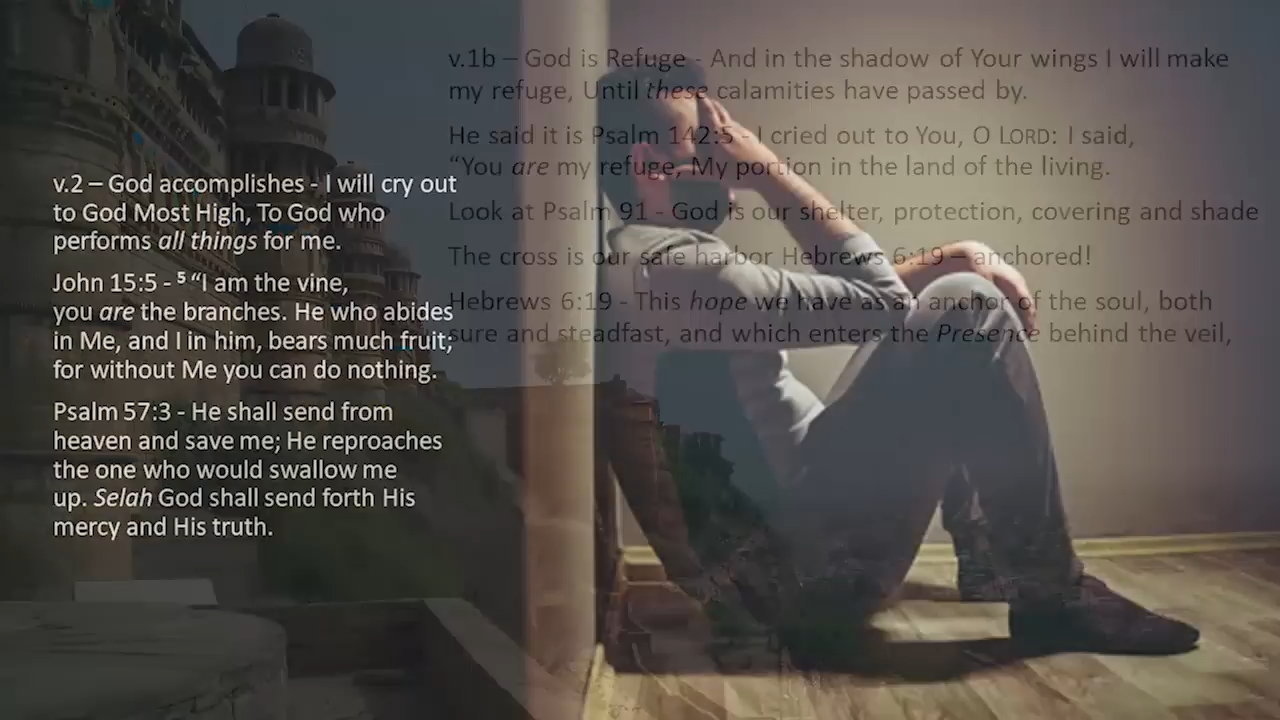 v.1b – God is Refuge - And in the shadow of Your wings I will make
my refuge, Until these calamities have passed by.
He said it is Psalm 142:5 - I cried out to You, O LORD: I said,
“You are my refuge, My portion in the land of the living.
Look at Psalm 91 - God is our shelter, protection, covering and shade
The cross is our safe harbor Hebrews 6:19 – anchored!
Hebrews 6:19 - This hope we have as an anchor of the soul, both
sure and steadfast, and which enters the Presence behind the veil,
v.2 – God accomplishes - I will cry out
to God Most High, To God who
performs all things for me.
John 15:5 - ⁵ “I am the vine,
you are the branches. He who abides
in Me, and I in him, bears much fruit;
for without Me you can do nothing.
Psalm 57:3 - He shall send from
heaven and save me; He reproaches
the one who would swallow me
up. Selah God shall send forth His
mercy and His truth.